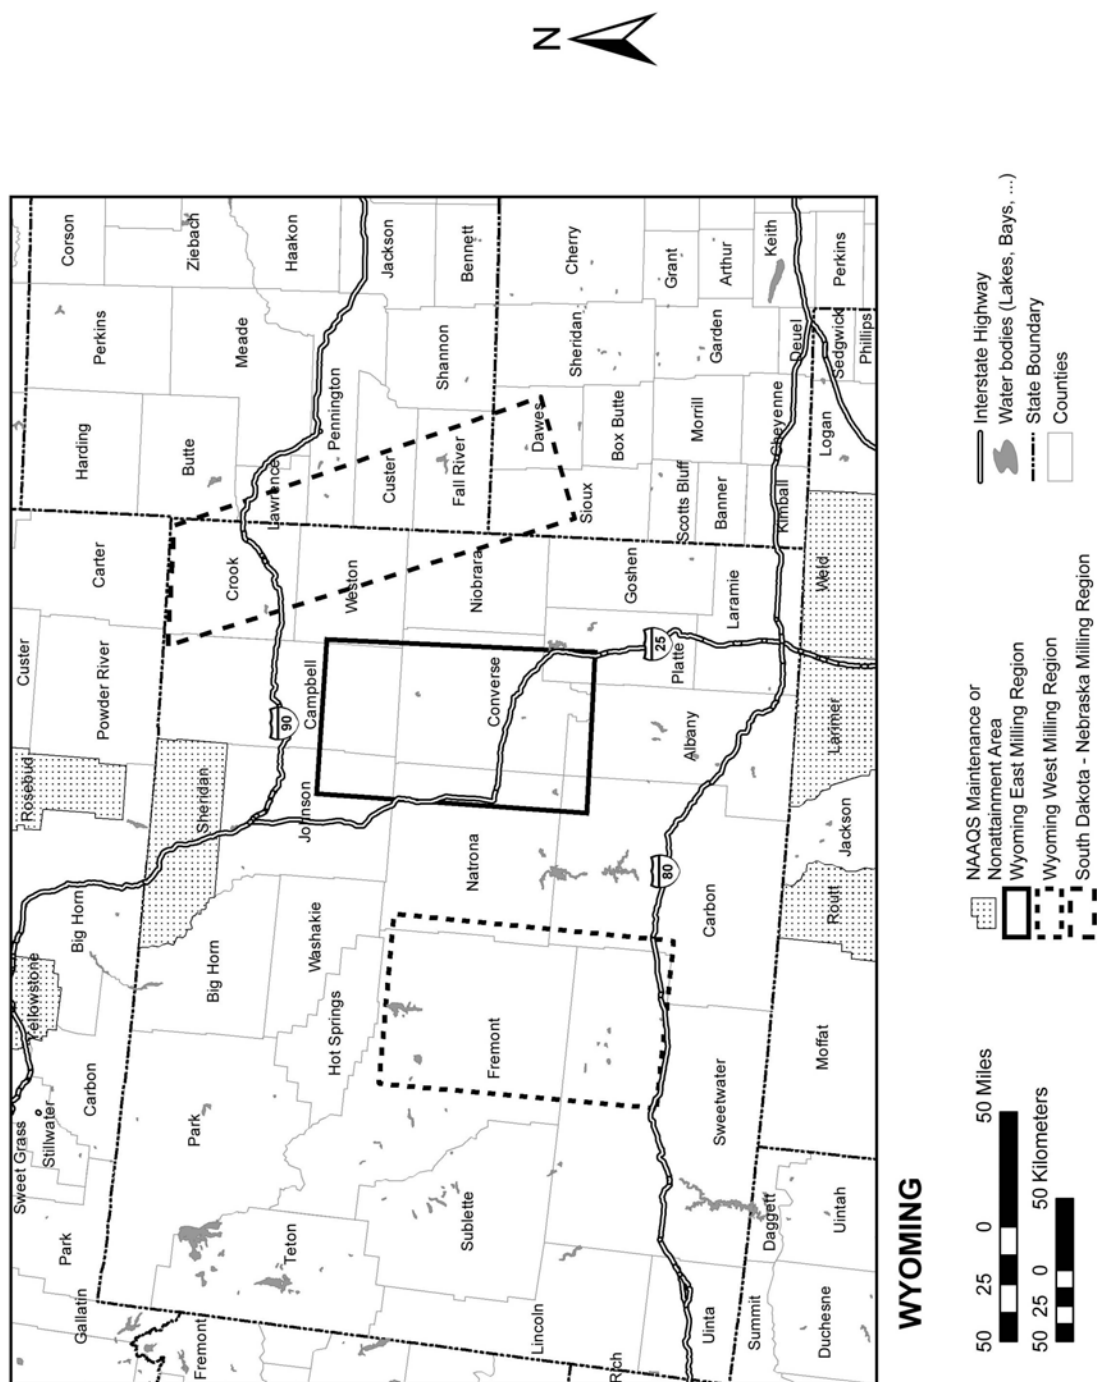 N
Sweet Grass
Stillwater
Yellowstone
Rosebud
Custer
Park
Carbon
Big Horn
Powder River
Carter
Harding
Perkins
Corson
Gallatin
Fremont
Park
Big Horn
Sheridan
Crook
Butte
Meade
Ziebach
Lawrence
Haakon
Teton
Hot Springs
Washakie
Johnson
90
Campbell
Weston
Pennington
Custer
Jackson
Sublette
Fremont
Natrona
Converse
Niobrara
Fall River
Shannon
Bennett
Lincoln
Sioux
Dawes
Sheridan
Cherry
Goshen
Box Butte
Rich
80
25
Platte
Scotts Bluff
Morrill
Garden
Grant
Arthur
Uinta
Sweetwater
Carbon
Albany
Laramie
Banner
Kimball
Cheyenne
Deuel
Keith
Summit
Daggett
Duchesne
Uintah
Moffat
Routt
Jackson
Larimer
Weld
Logan
Sedgwick
Phillips
Perkins
WYOMING
50 25 0 50 Miles
50 25 0 50 Kilometers
NAAQS Maintenance or
Nonattainment Area
Wyoming East Milling Region
Wyoming West Milling Region
South Dakota - Nebraska Milling Region
Interstate Highway
Water bodies (Lakes, Bays, ...)
State Boundary
Counties